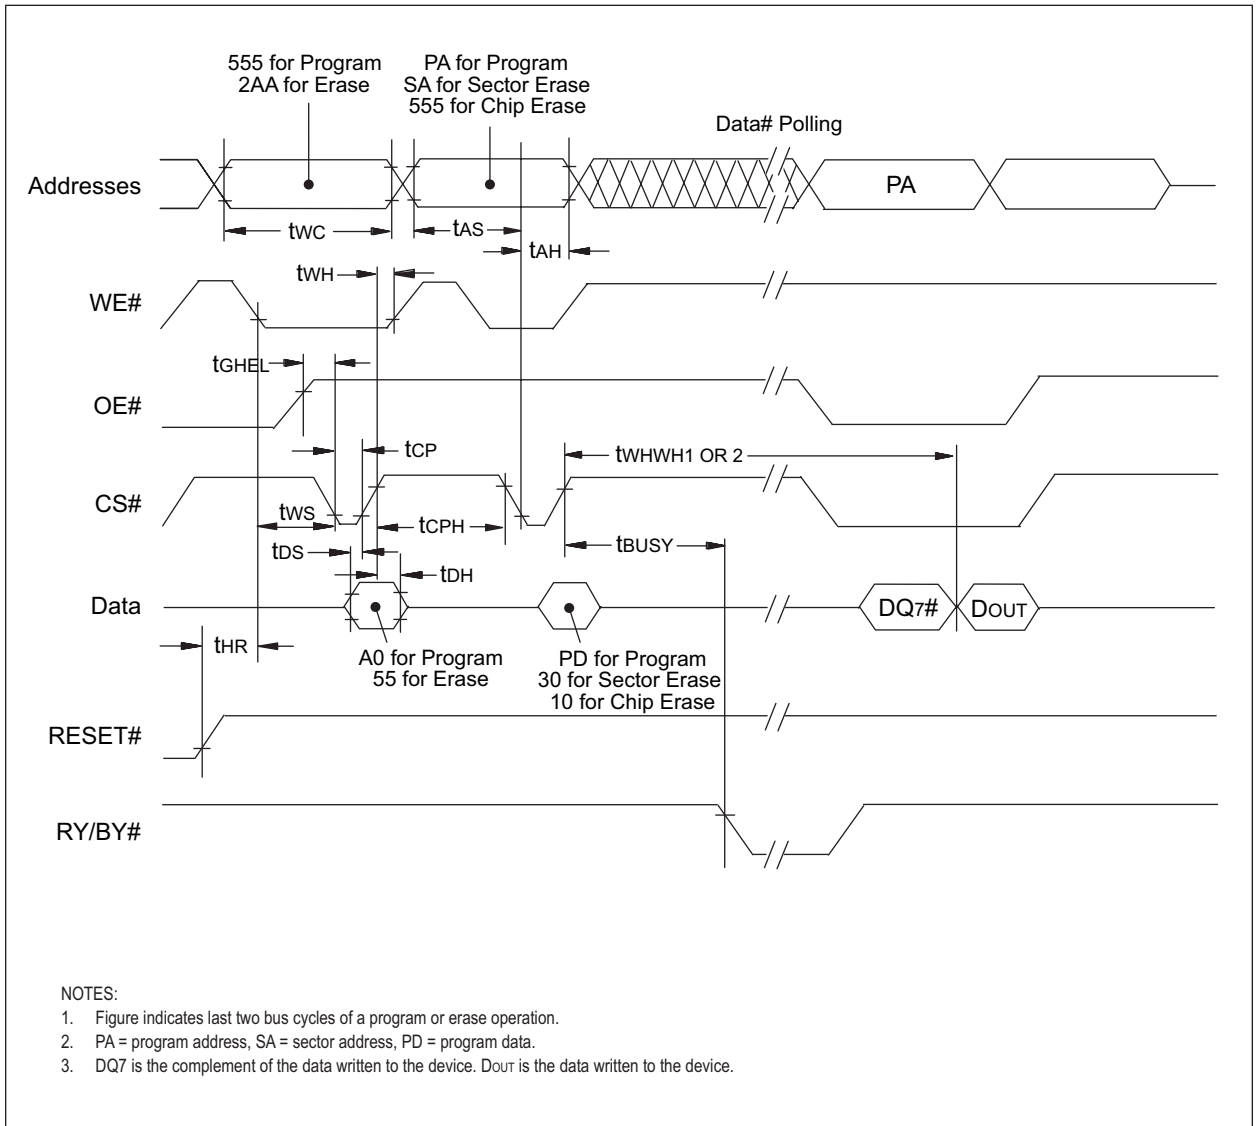 555 for Program
2AA for Erase
PA for Program
SA for Sector Erase
555 for Chip Erase
Data# Polling
Addresses
PA
tWC
tAS
tAH
tWH
WE#
tGHEL
OE#
tCP
tWHWH1 OR 2
CS#
tWS
tCPH
tBUSY
tDS
tDH
Data
DQ7#
DOUT
tHR
A0 for Program
55 for Erase
PD for Program
30 for Sector Erase
10 for Chip Erase
RESET#
RY/BY#
NOTES:
1. Figure indicates last two bus cycles of a program or erase operation.
2. PA = program address, SA = sector address, PD = program data.
3. DQ7 is the complement of the data written to the device. DOUT is the data written to the device.